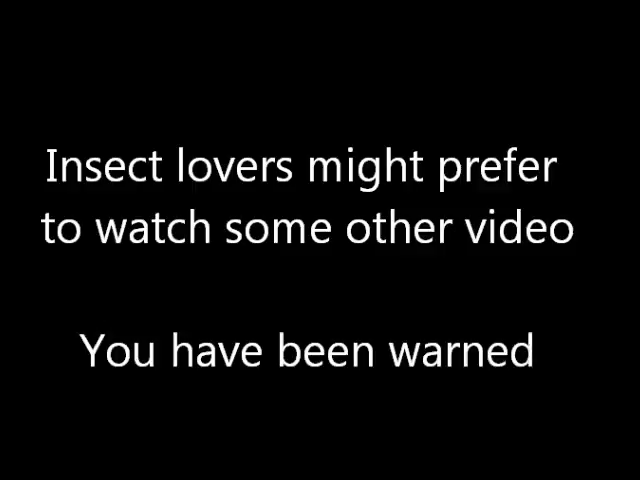 Insect lovers might prefer
to watch some other video
You have been warned